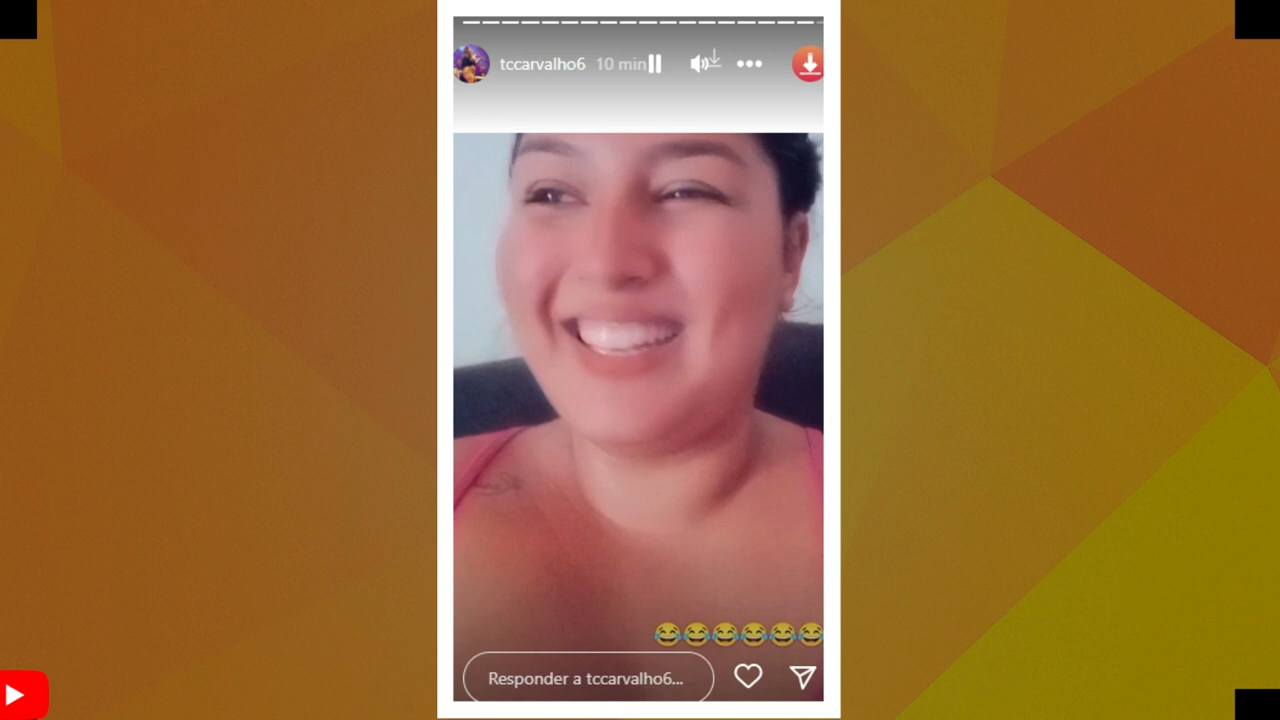 tccarvalho6 10 min
😂😂😂😂😂😂
Responder a tccarvalho6...